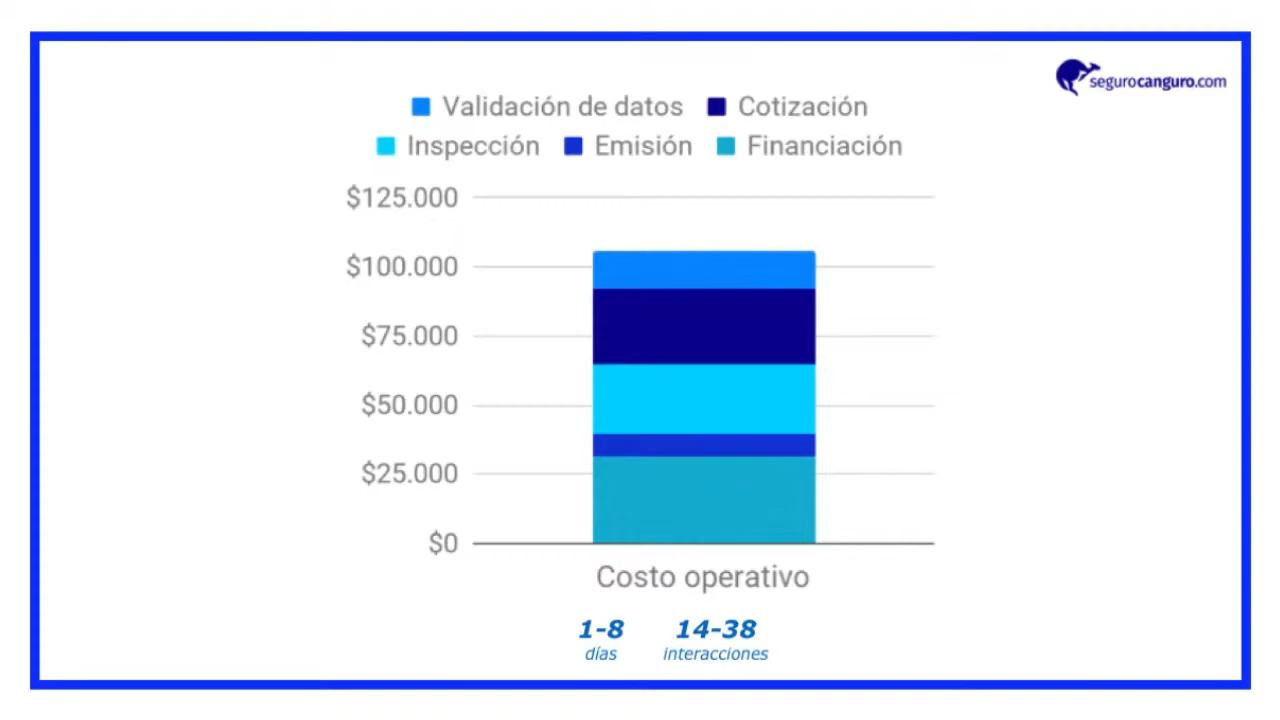 segurocanguro.com
Validación de datos Cotización
Inspección Emisión Financiación
$125.000
$100.000
$75.000
$50.000
$25.000
$0
Costo operativo
1-8 14-38
días interacciones